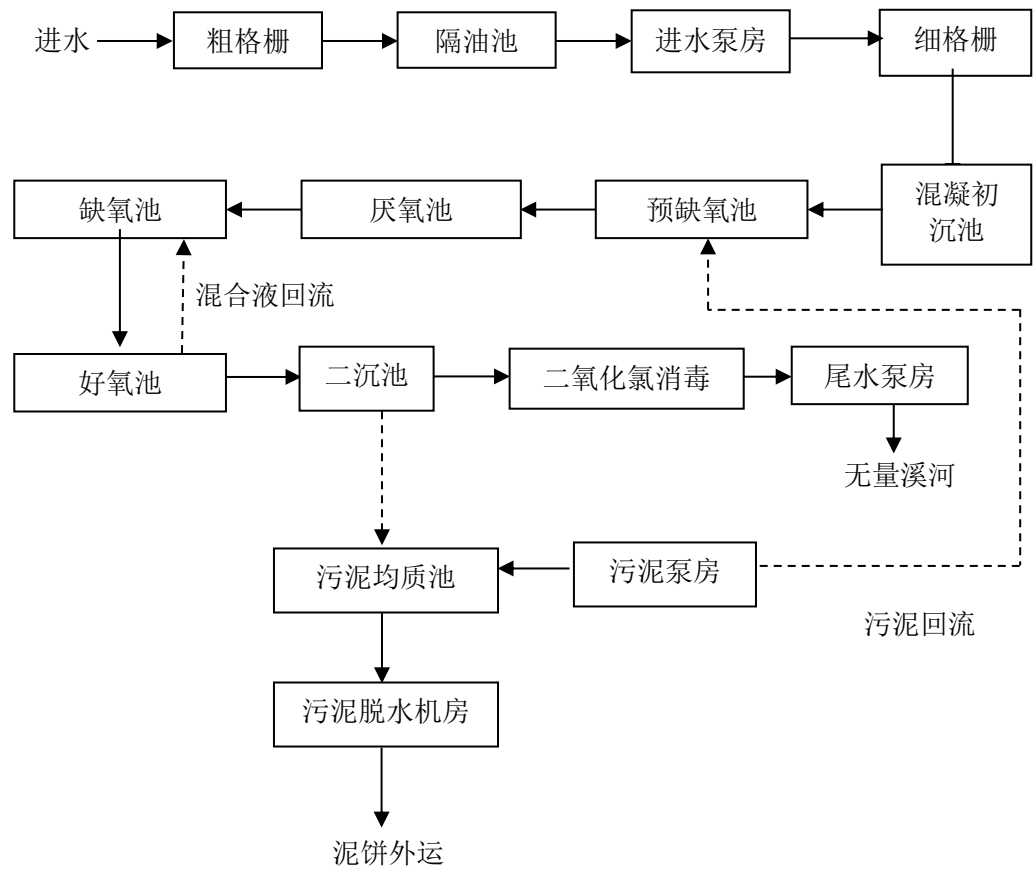 进水
粗格栅
隔油池
进水泵房
细格栅
混凝初
沉池
预缺氧池
厌氧池
缺氧池
混合液回流
好氧池
二沉池
二氧化氯消毒
尾水泵房
无量溪河
污泥均质池
污泥泵房
污泥回流
污泥脱水机房
泥饼外运